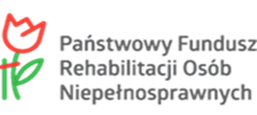 Państwowy Fundusz
Rehabilitacji Osób
Niepełnosprawnych